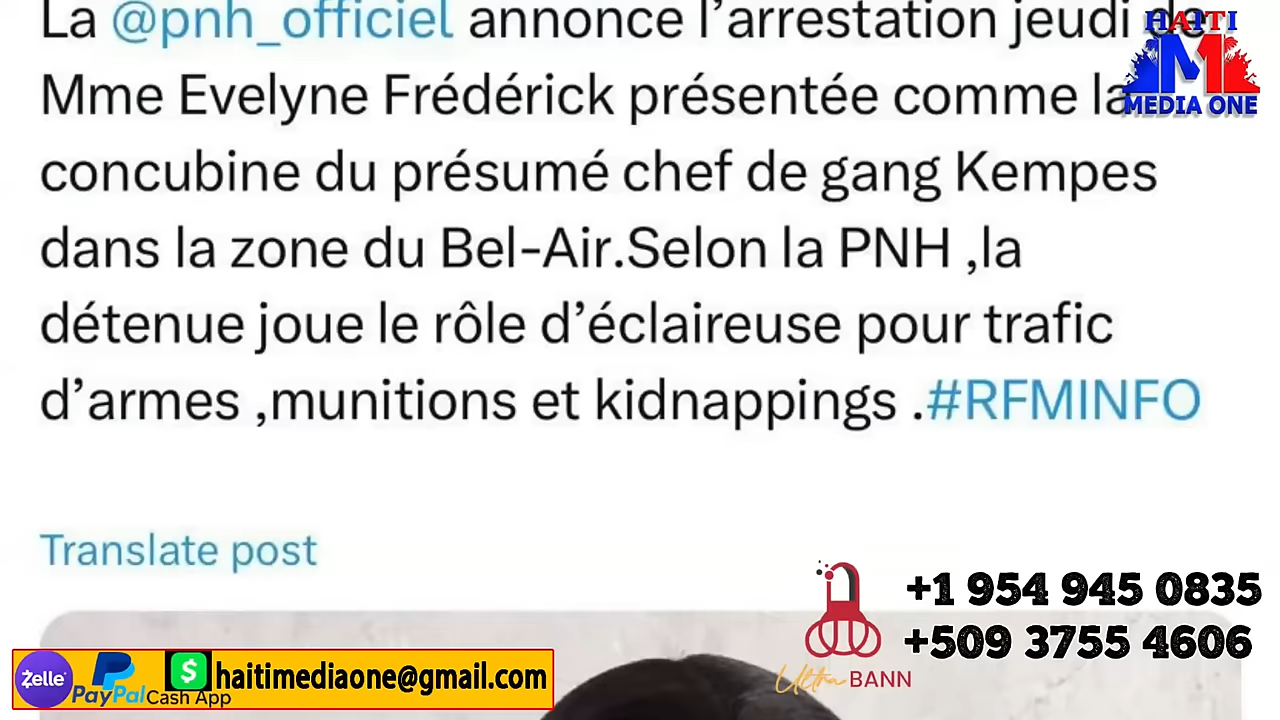 La @pnh_officiel annonce l’arrestation jeudi de
HAITI
MEDIA ONE
Mme Evelyne Frédérick présentée comme la
concubine du présumé chef de gang Kempes
dans la zone du Bel-Air.Selon la PNH ,la
détenue joue le rôle d’éclaireuse pour trafic
d’armes ,munitions et kidnappings .#RFMINFO
Translate post
+1 954 945 0835
+509 3755 4606
Ultra BANN
Zelle
PayPal
$
Cash App
haitimediaone@gmail.com